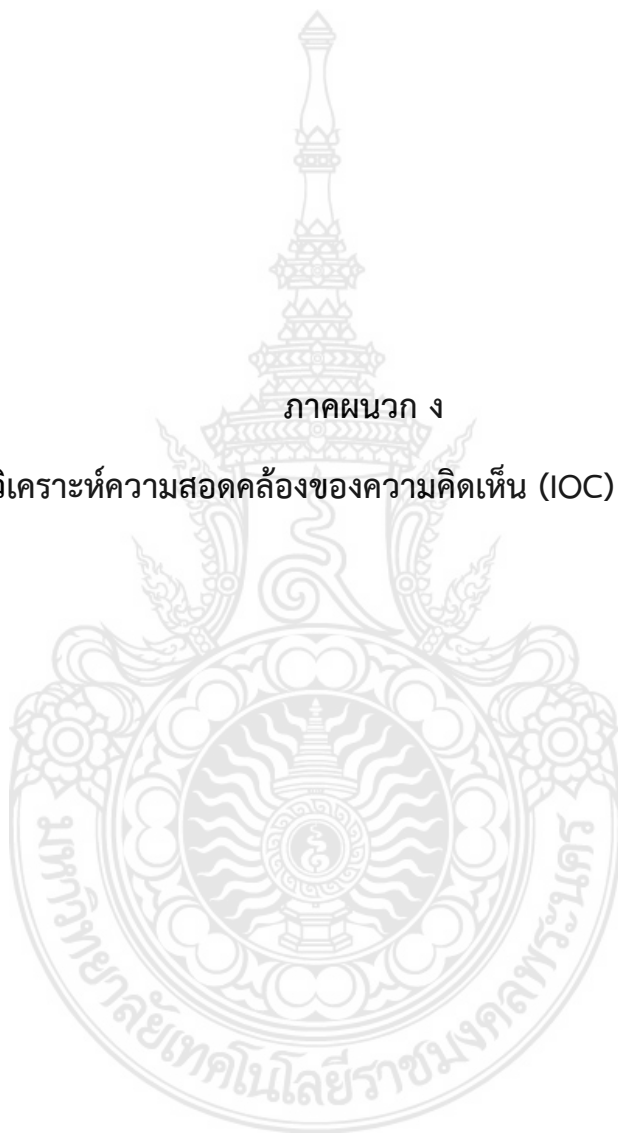 ภาคผนวก ง
วิเคราะห์ความสอดคล้องของความคิดเห็น (IOC)
มหาวิทยาลัยเทคโนโลยีราชมงคลพระนคร